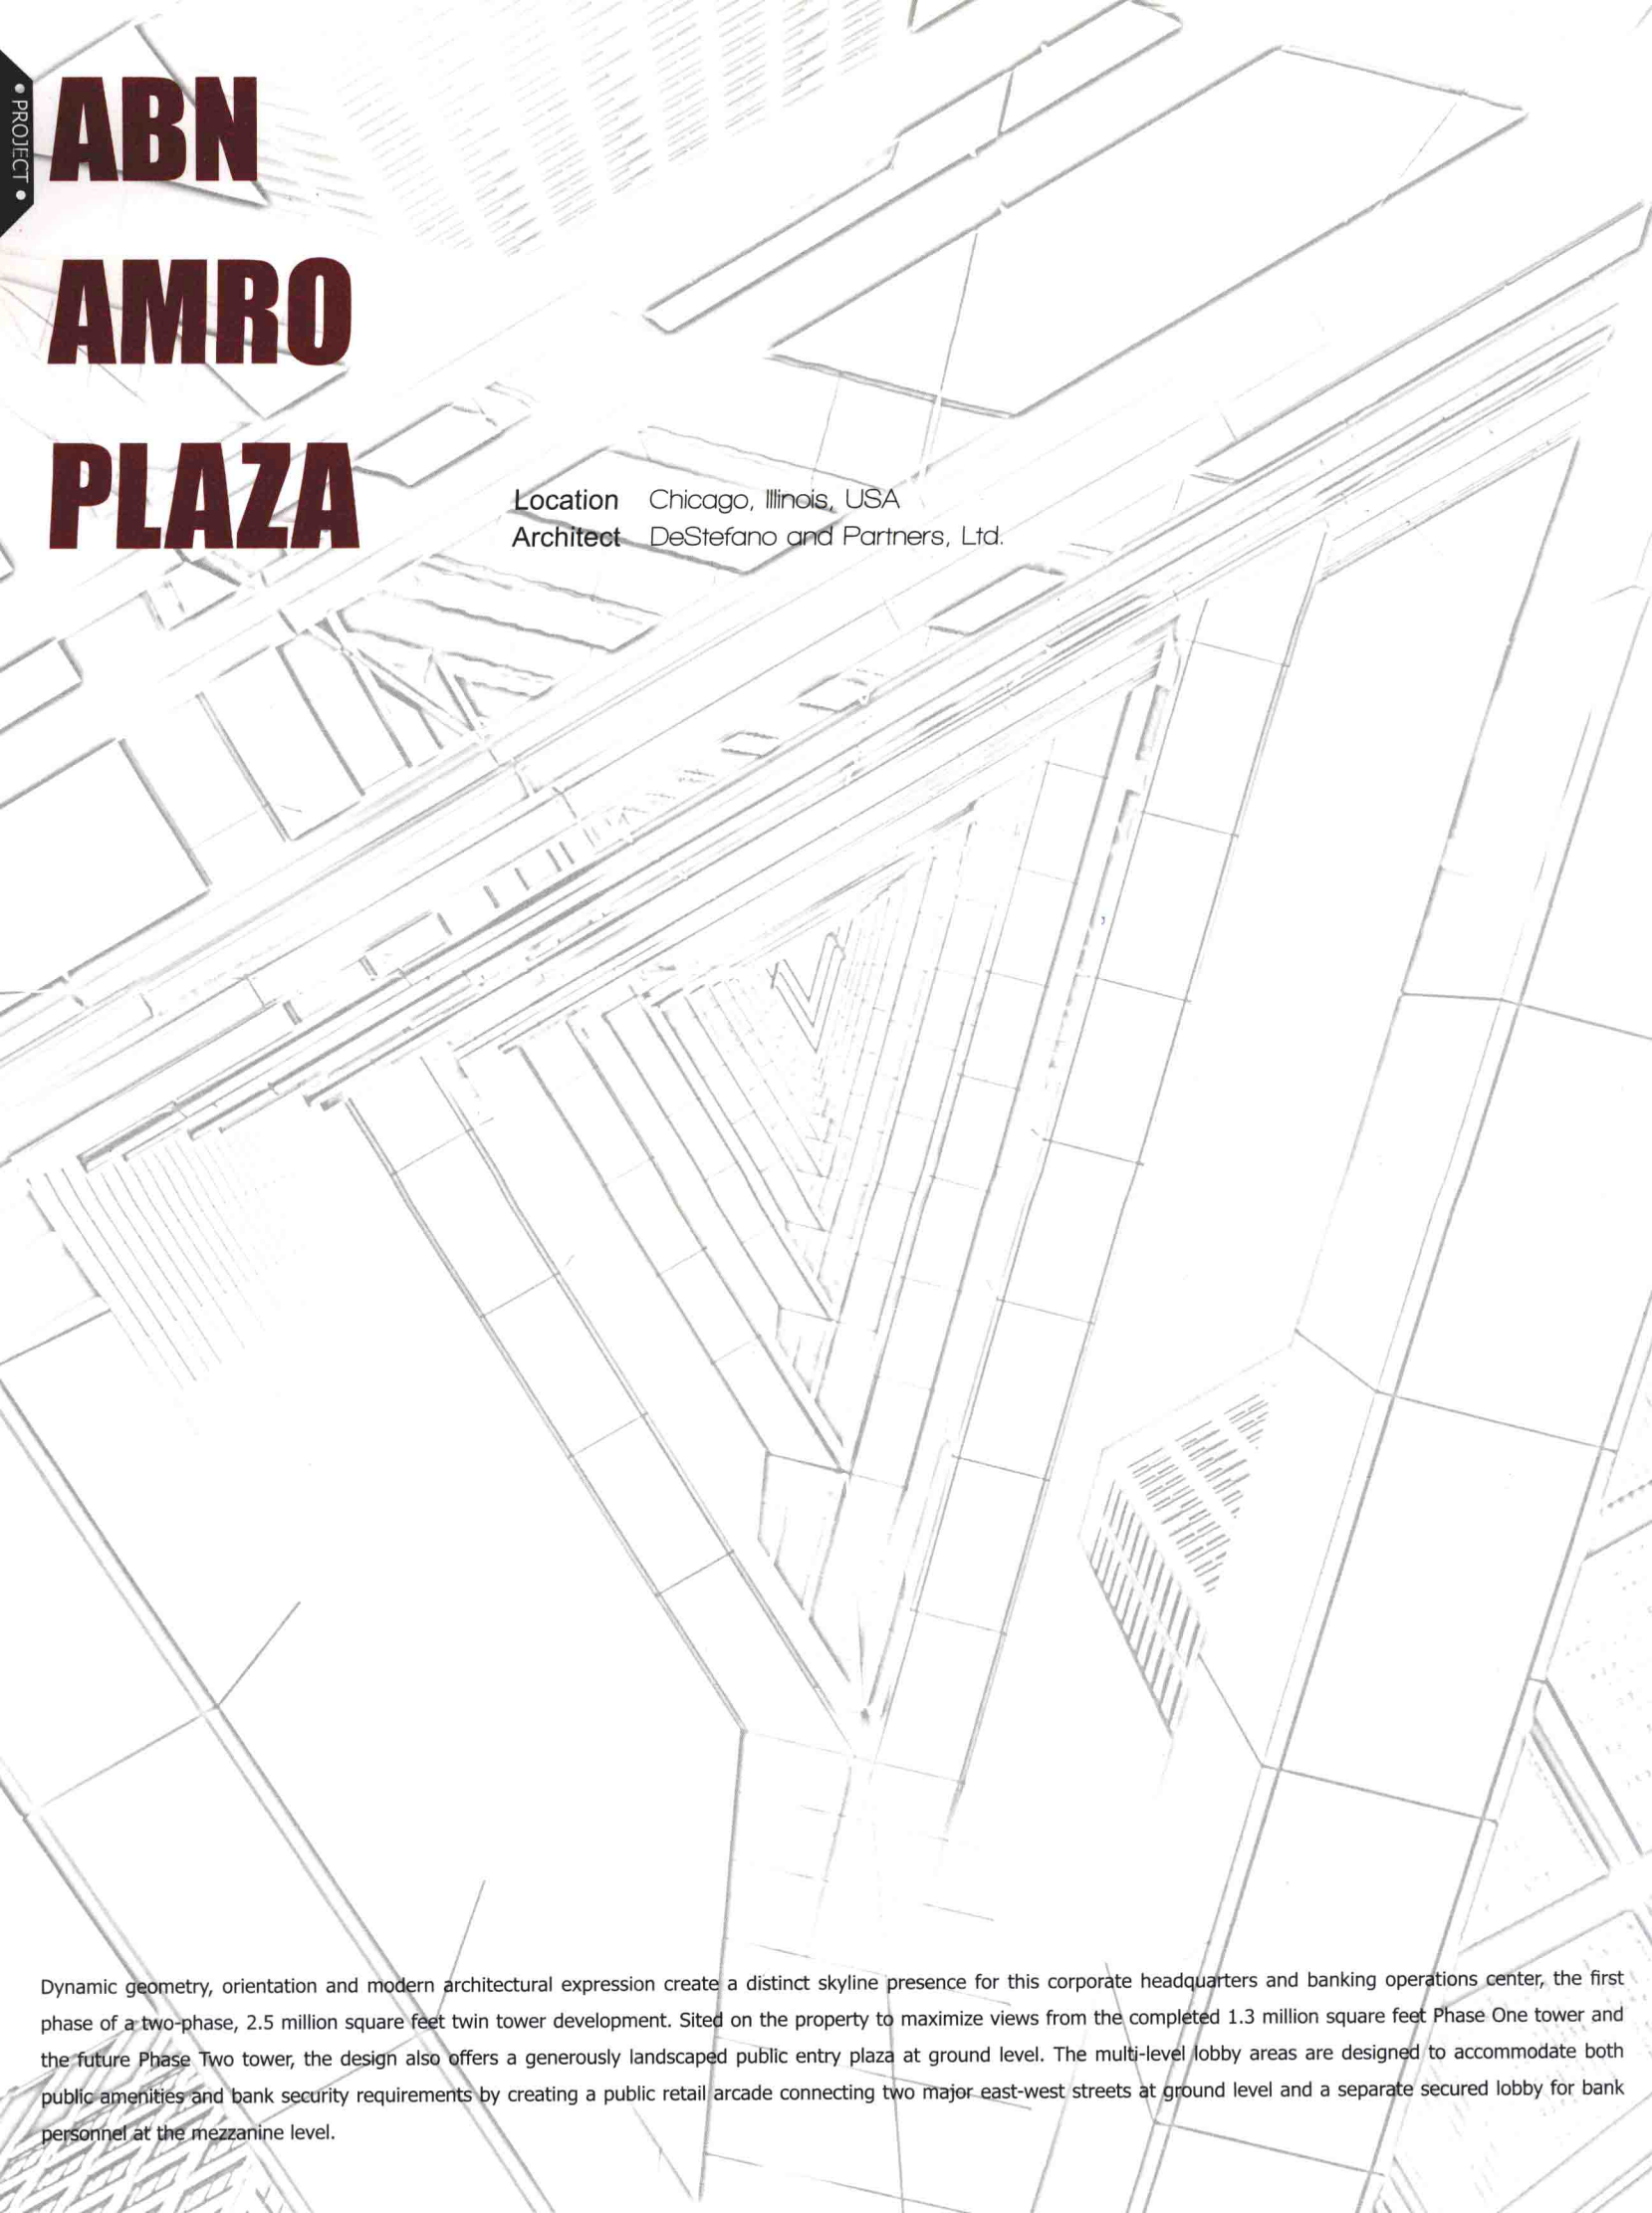 • PROJECT •
ABN
AMRO
PLAZA
Location Chicago, Illinois, USA
Architect DeStefano and Partners, Ltd.
Dynamic geometry, orientation and modern architectural expression create a distinct skyline presence for this corporate headquarters and banking operations center, the first
phase of a two-phase, 2.5 million square feet twin tower development. Sited on the property to maximize views from the completed 1.3 million square feet Phase One tower and
the future Phase Two tower, the design also offers a generously landscaped public entry plaza at ground level. The multi-level lobby areas are designed to accommodate both
public amenities and bank security requirements by creating a public retail arcade connecting two major east-west streets at ground level and a separate secured lobby for bank
personnel at the mezzanine level.